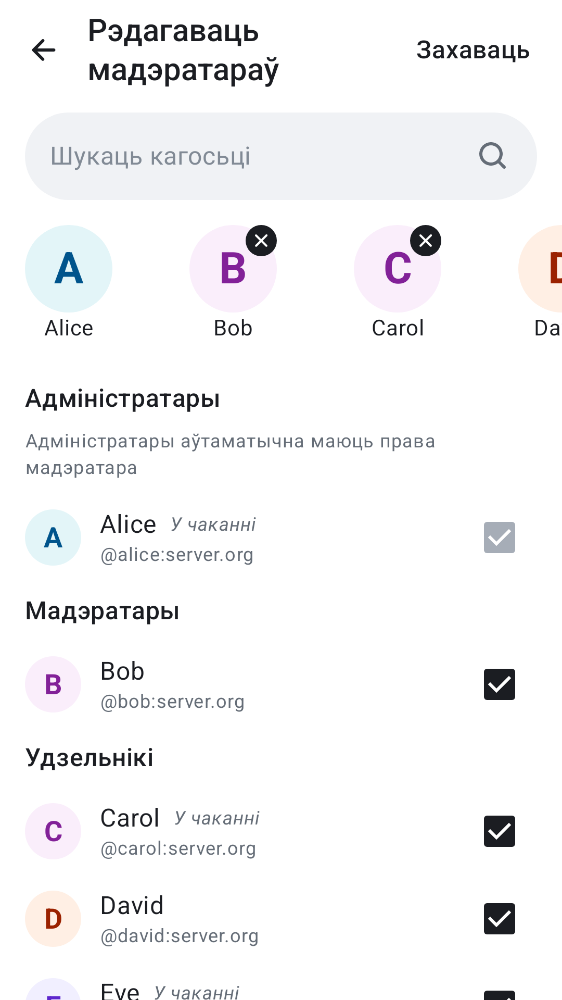 Рэдагаваць
мадэратараў
Захаваць
Шукаць кагосьці
A
B
C
D
Alice
Bob
Carol
Da
Адміністратары
Адміністратары аўтаматычна маюць права
мадэратара
A
Alice У чаканні
@alice:server.org
Мадэратары
B
Bob
@bob:server.org
Удзельнікі
C
Carol У чаканні
@carol:server.org
D
David
@david:server.org
E
Eve У чаканні